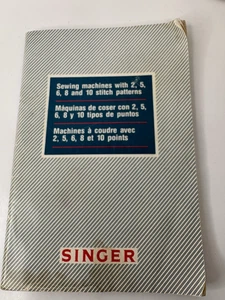 Sewing machines with 2, 5,
6, 8 and 10 stitch patterns
Máquinas de coser con 2, 5,
6, 8 y 10 tipos de puntos
Machines à coudre avec
2, 5, 6, 8 et 10 points
SINGER